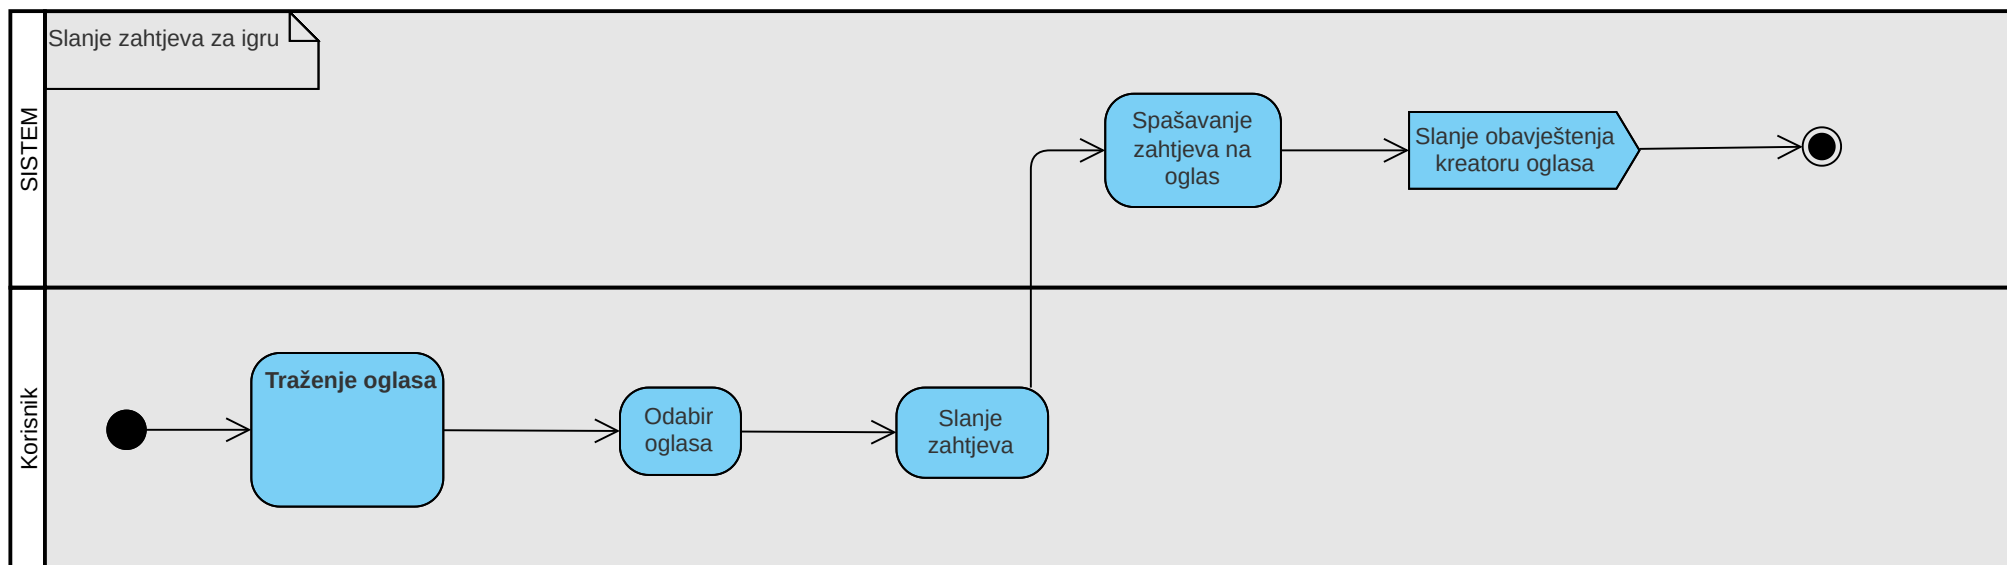 Slanje zahtjeva za igru
SISTEM
Spašavanje
zahtjeva na
oglas
Slanje obavještenja
kreatoru oglasa
Korisnik
Traženje oglasa
Odabir
oglasa
Slanje
zahtjeva